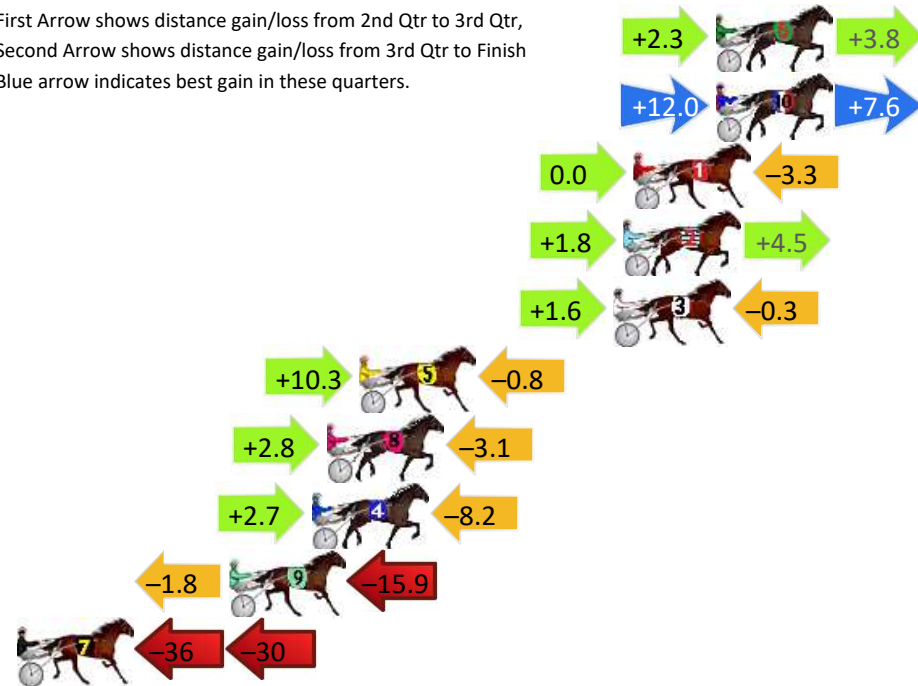 First Arrow shows distance gain/loss from 2nd Qtr to 3rd Qtr,
Second Arrow shows distance gain/loss from 3rd Qtr to Finish
Blue arrow indicates best gain in these quarters.
+2.3 +3.8
+12.0 10 +7.6
0.0 1 –3.3
+1.8 2 +4.5
+1.6 3 –0.3
+10.3 5 –0.8
+2.8 8 –3.1
+2.7 4 –8.2
–1.8 9 –15.9
7 –36 –30